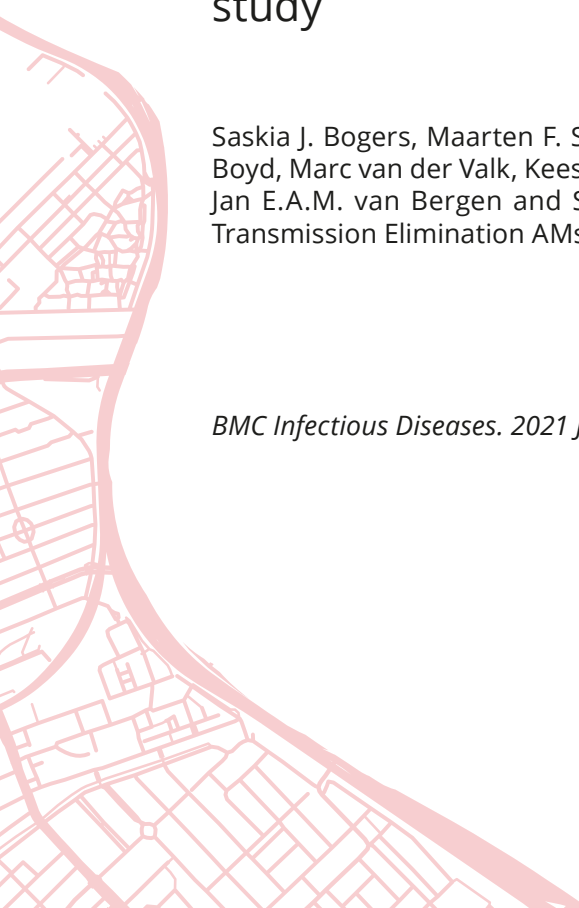 study
Saskia J. Bogers, Maarten F.
Boyd, Marc van der Valk, Kees
Jan E.A.M. van Bergen and
Transmission Elimination
BMC Infectious Diseases. 2021